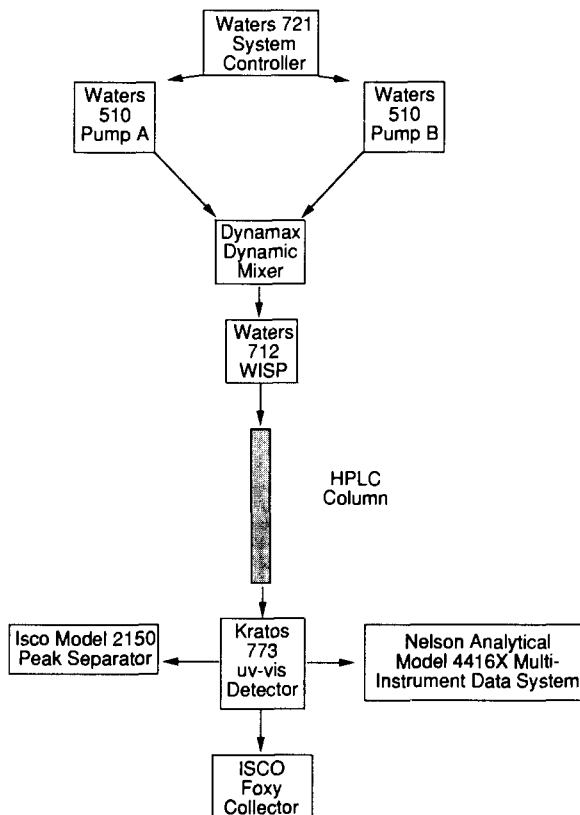 Waters 721
System
Controller
Waters
510
Pump A
Waters
510
Pump B
Dynamax
Dynamic
Mixer
Waters
712
WISP
HPLC
Column
Isco Model 2150
Peak Separator
Kratos
773
uv-vis
Detector
Nelson Analytical
Model 4416X Multi-
Instrument Data System
ISCO
Foxy
Collector